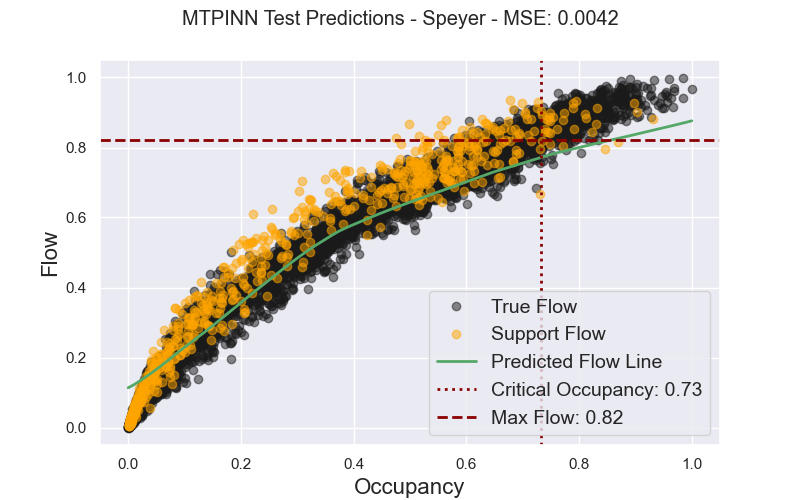 MTPINN Test Predictions - Speyer - MSE: 0.0042
1.0
0.8
0.6
0.4
0.2
0.0
Flow
True Flow
Support Flow
Predicted Flow Line
Critical Occupancy: 0.73
Max Flow: 0.82
0.0 0.2 0.4 0.6 0.8 1.0
Occupancy